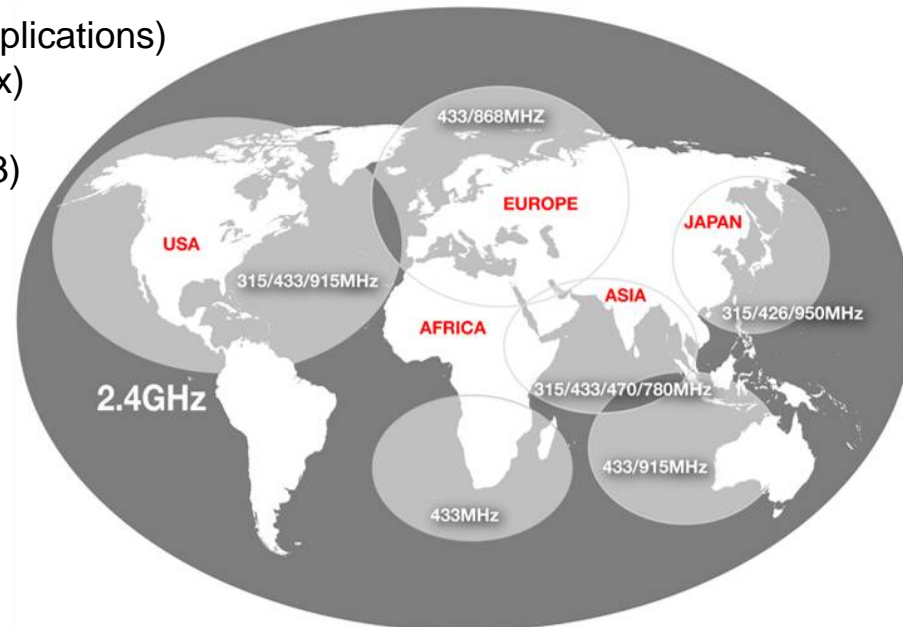 plications)
x)
3)
433/868MHZ
EUROPE
JAPAN
USA
315/433/915MHz
ASIA
AFRICA
315/426/950MHz
2.4GHz
315/433/470/780MHz
433/915MHz
433MHz